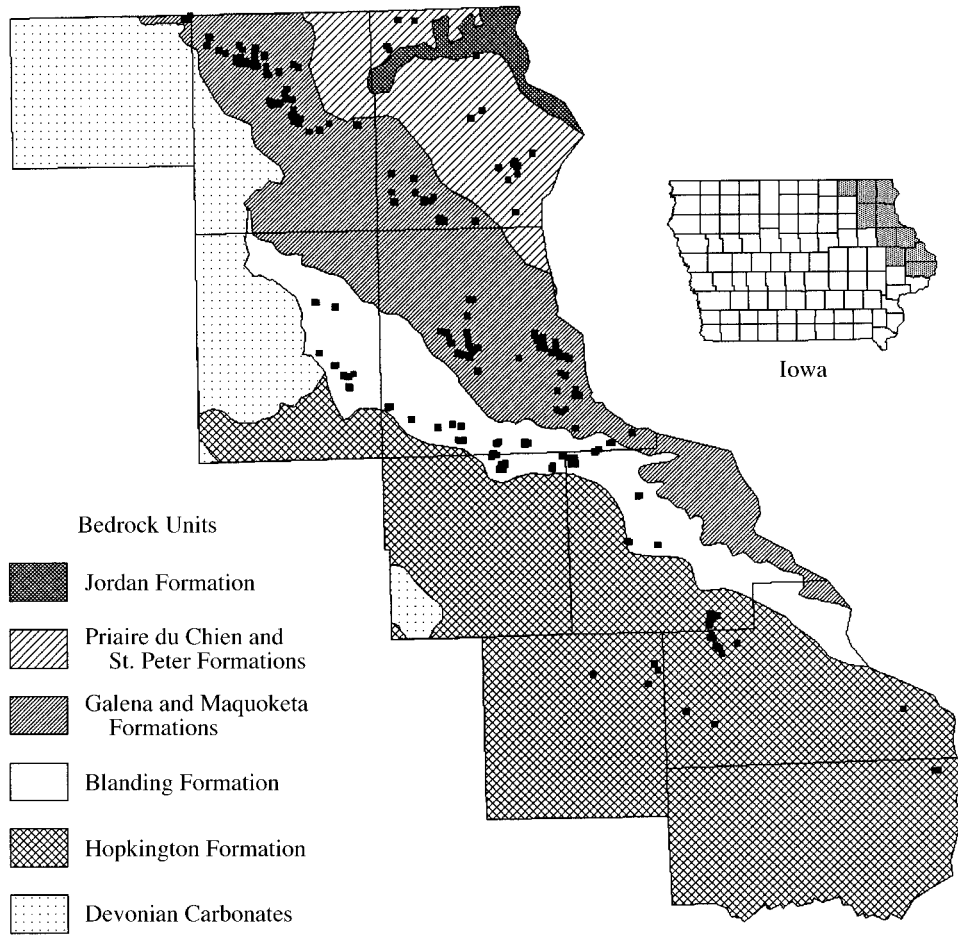 Iowa
Bedrock Units
Jordan Formation
Priaire du Chien and
St. Peter Formations
Galena and Maquoketa
Formations
Blanding Formation
Hopkington Formation
Devonian Carbonates